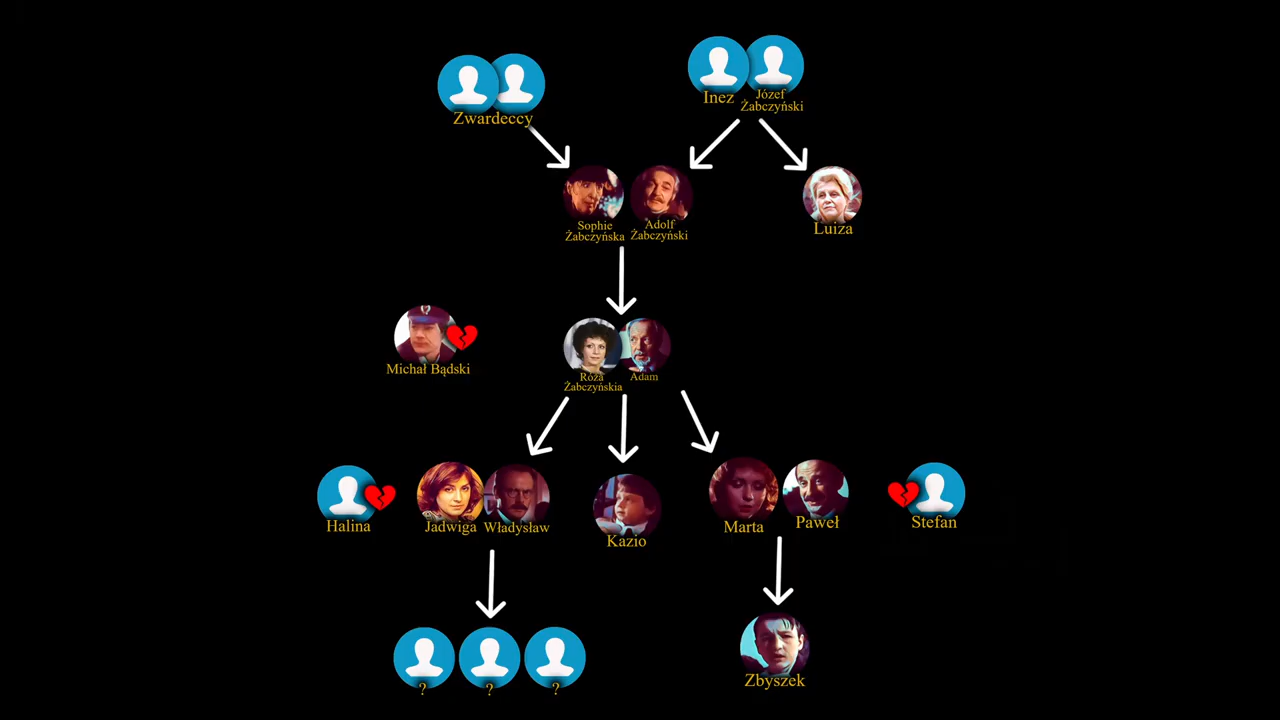 Zwardeccy
Inez
Józef
Żabczyński
Sophie
Żabczyńska
Adolf
Żabczyński
Luiza
Michał Bądski
Róża
Żabczyńskia
Adam
Halina
Jadwiga
Władysław
Kazio
Marta
Paweł
Stefan
?
?
?
Zbyszek